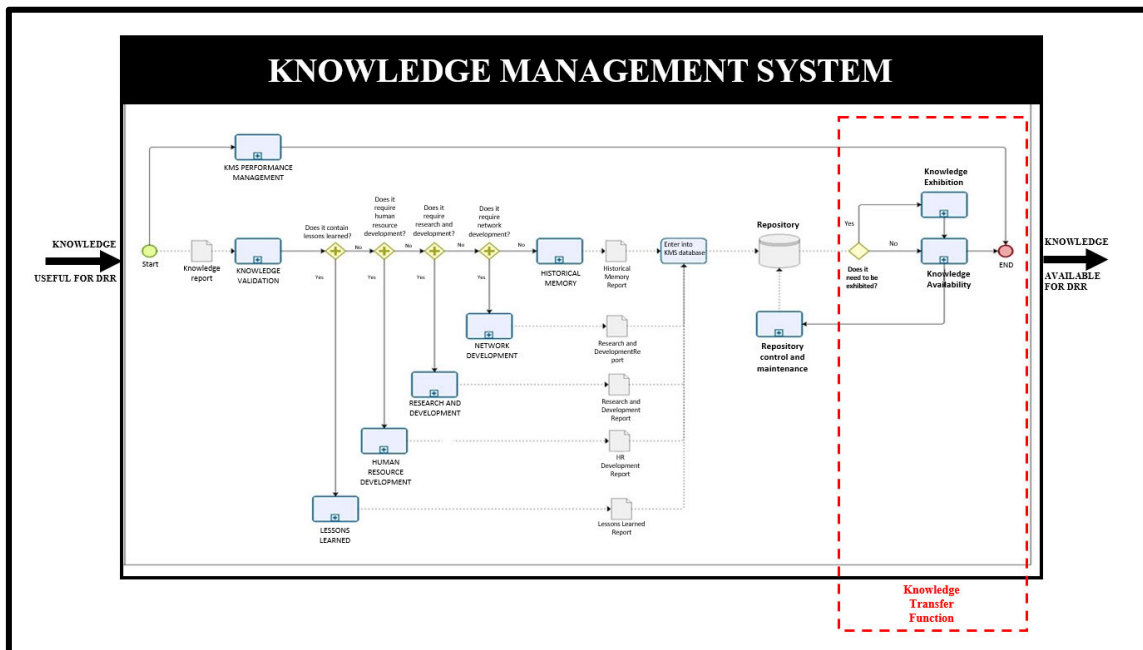 KNOWLEDGE MANAGEMENT SYSTEM
KMS PERFORMANCE
MANAGEMENT
Knowledge
Exhibition
Does it contain
lessons learned?
Does it
require
human
resource
development?
Does it
require
research and
development?
Does it
require
network
development?
Repository
Yes
KNOWLEDGE
USEFUL FOR DRR
Start
Knowledge
report
KNOWLEDGE
VALIDATION
No
No
No
No
HISTORICAL
MEMORY
Historical
Memory
Report
Enter into
KMS database
No
Does it
need to be
exhibited?
Knowledge
Availability
END
KNOWLEDGE
AVAILABLE
FOR DRR
Yes
Yes
Yes
Yes
NETWORK
DEVELOPMENT
Research and
DevelopmentRe
port
Repository
control and
maintenance
RESEARCH AND
DEVELOPMENT
Research and
Development
Report
HUMAN
RESOURCE
DEVELOPMENT
HR
Development
Report
LESSONS
LEARNED
Lessons Learned
Report
Knowledge
Transfer
Function